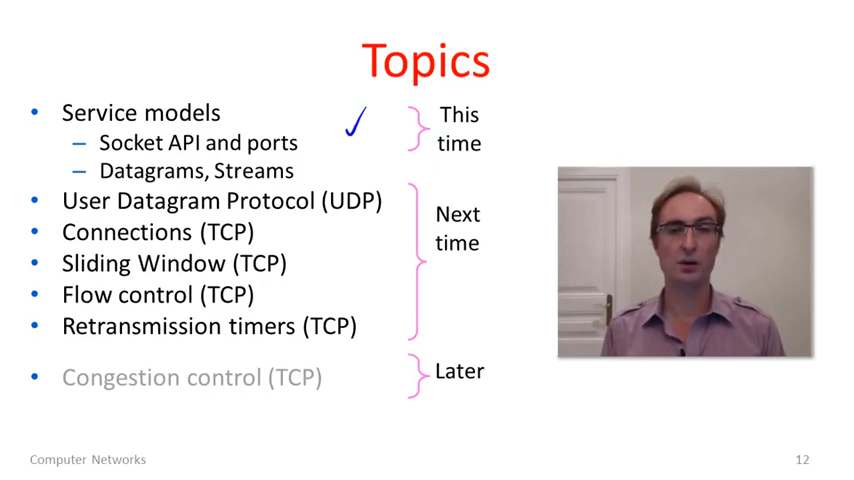 Topics
• Service models
– Socket API and ports
– Datagrams, Streams
This
time
• User Datagram Protocol (UDP)
• Connections (TCP)
• Sliding Window (TCP)
• Flow control (TCP)
• Retransmission timers (TCP)
Next
time
• Congestion control (TCP)
Later
Computer Networks
12